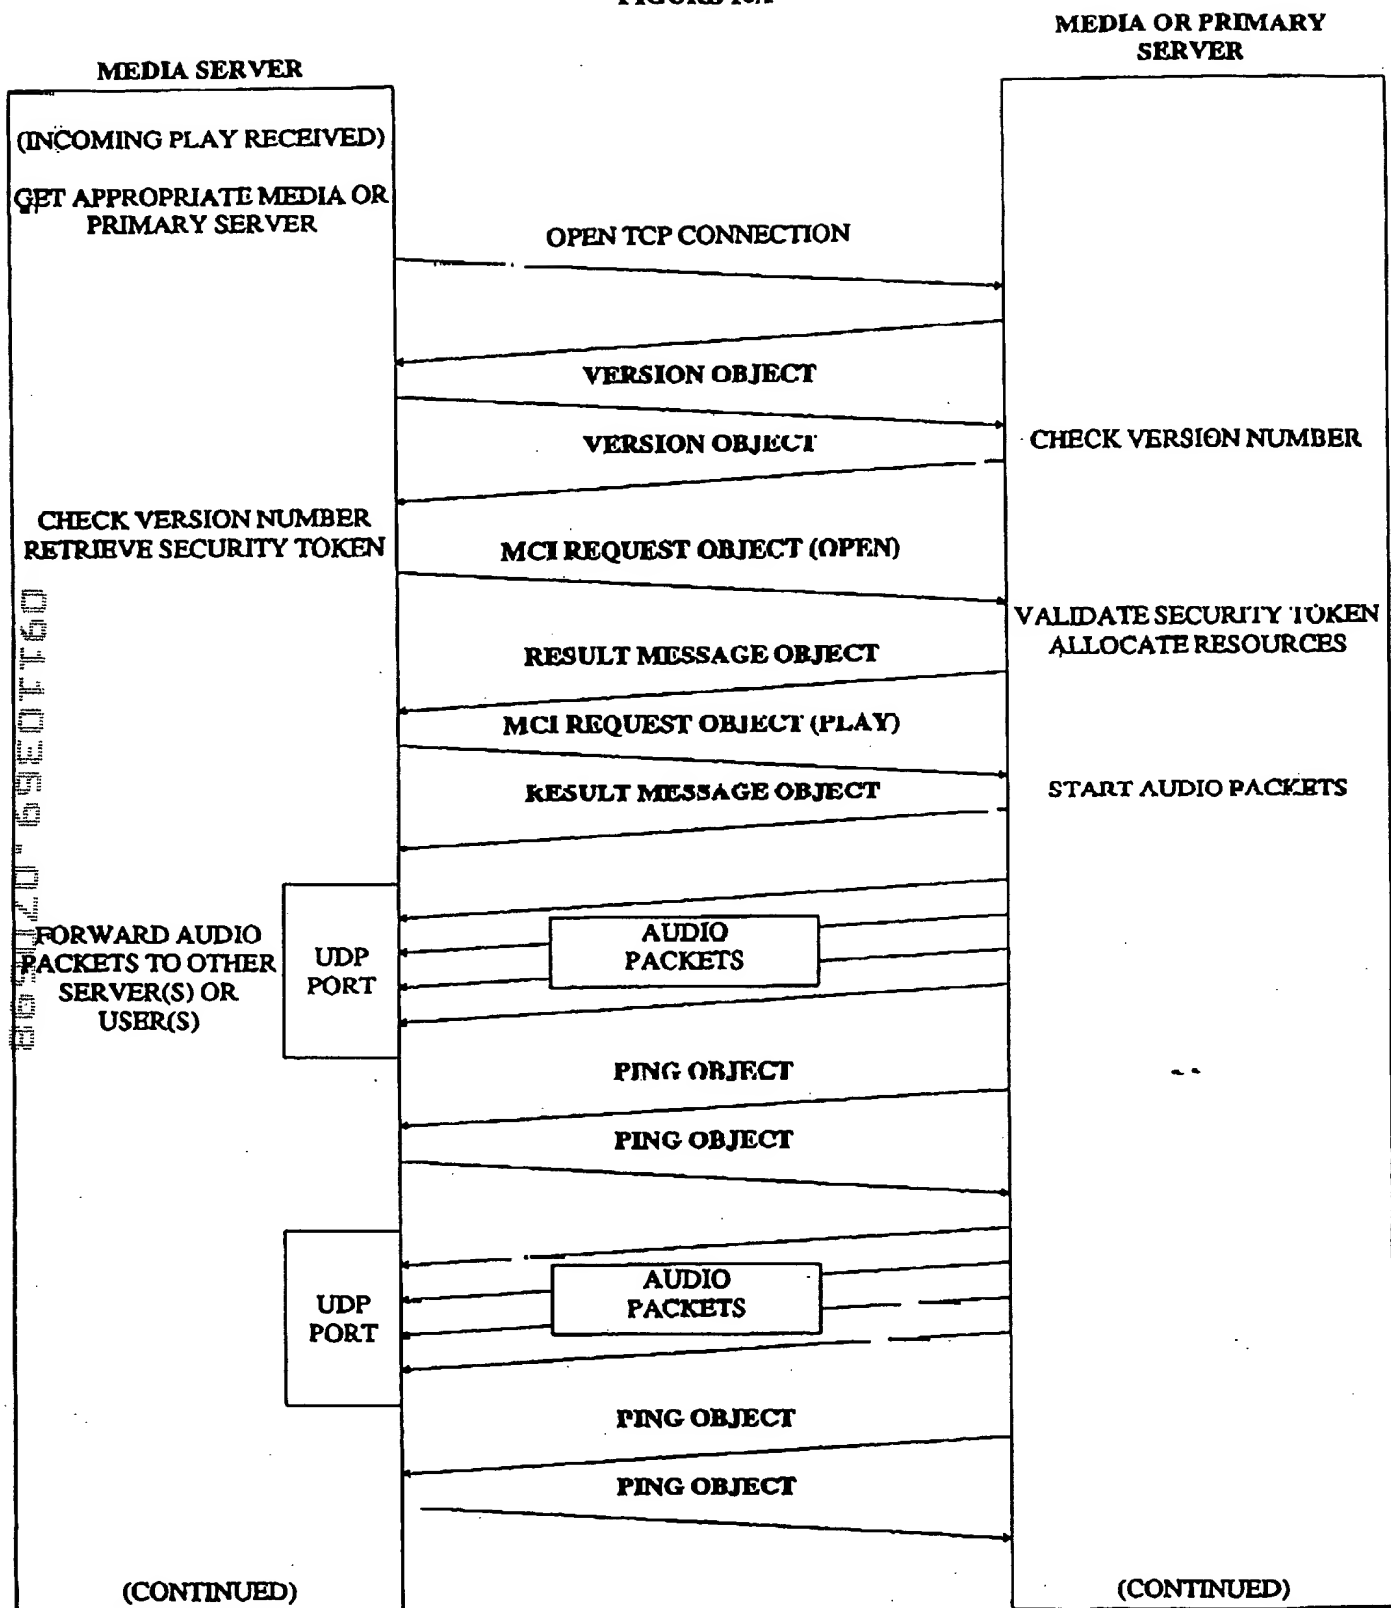 MEDIA OR PRIMARY
SERVER
MEDIA SERVER
(INCOMING PLAY RECEIVED)
GET APPROPRIATE MEDIA OR
PRIMARY SERVER
OPEN TCP CONNECTION
VERSION OBJECT
VERSION OBJECT
CHECK VERSION NUMBER
CHECK VERSION NUMBER
RETRIEVE SECURITY TOKEN
MCI REQUEST OBJECT (OPEN)
VALIDATE SECURITY TOKEN
ALLOCATE RESOURCES
RESULT MESSAGE OBJECT
MCI REQUEST OBJECT (PLAY)
RESULT MESSAGE OBJECT
START AUDIO PACKETS
FORWARD AUDIO
PACKETS TO OTHER
SERVER(S) OR
USER(S)
UDP
PORT
AUDIO
PACKETS
PING OBJECT
PING OBJECT
UDP
PORT
AUDIO
PACKETS
PING OBJECT
PING OBJECT
(CONTINUED)
(CONTINUED)